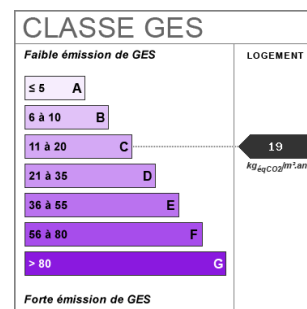 CLASSE GES
Faible émission de GES
LOGEMENT
≤ 5 A
6 à 10 B
11 à 20 C
19
kgéqCO2/m².an
21 à 35 D
36 à 55 E
56 à 80 F
> 80 G
Forte émission de GES